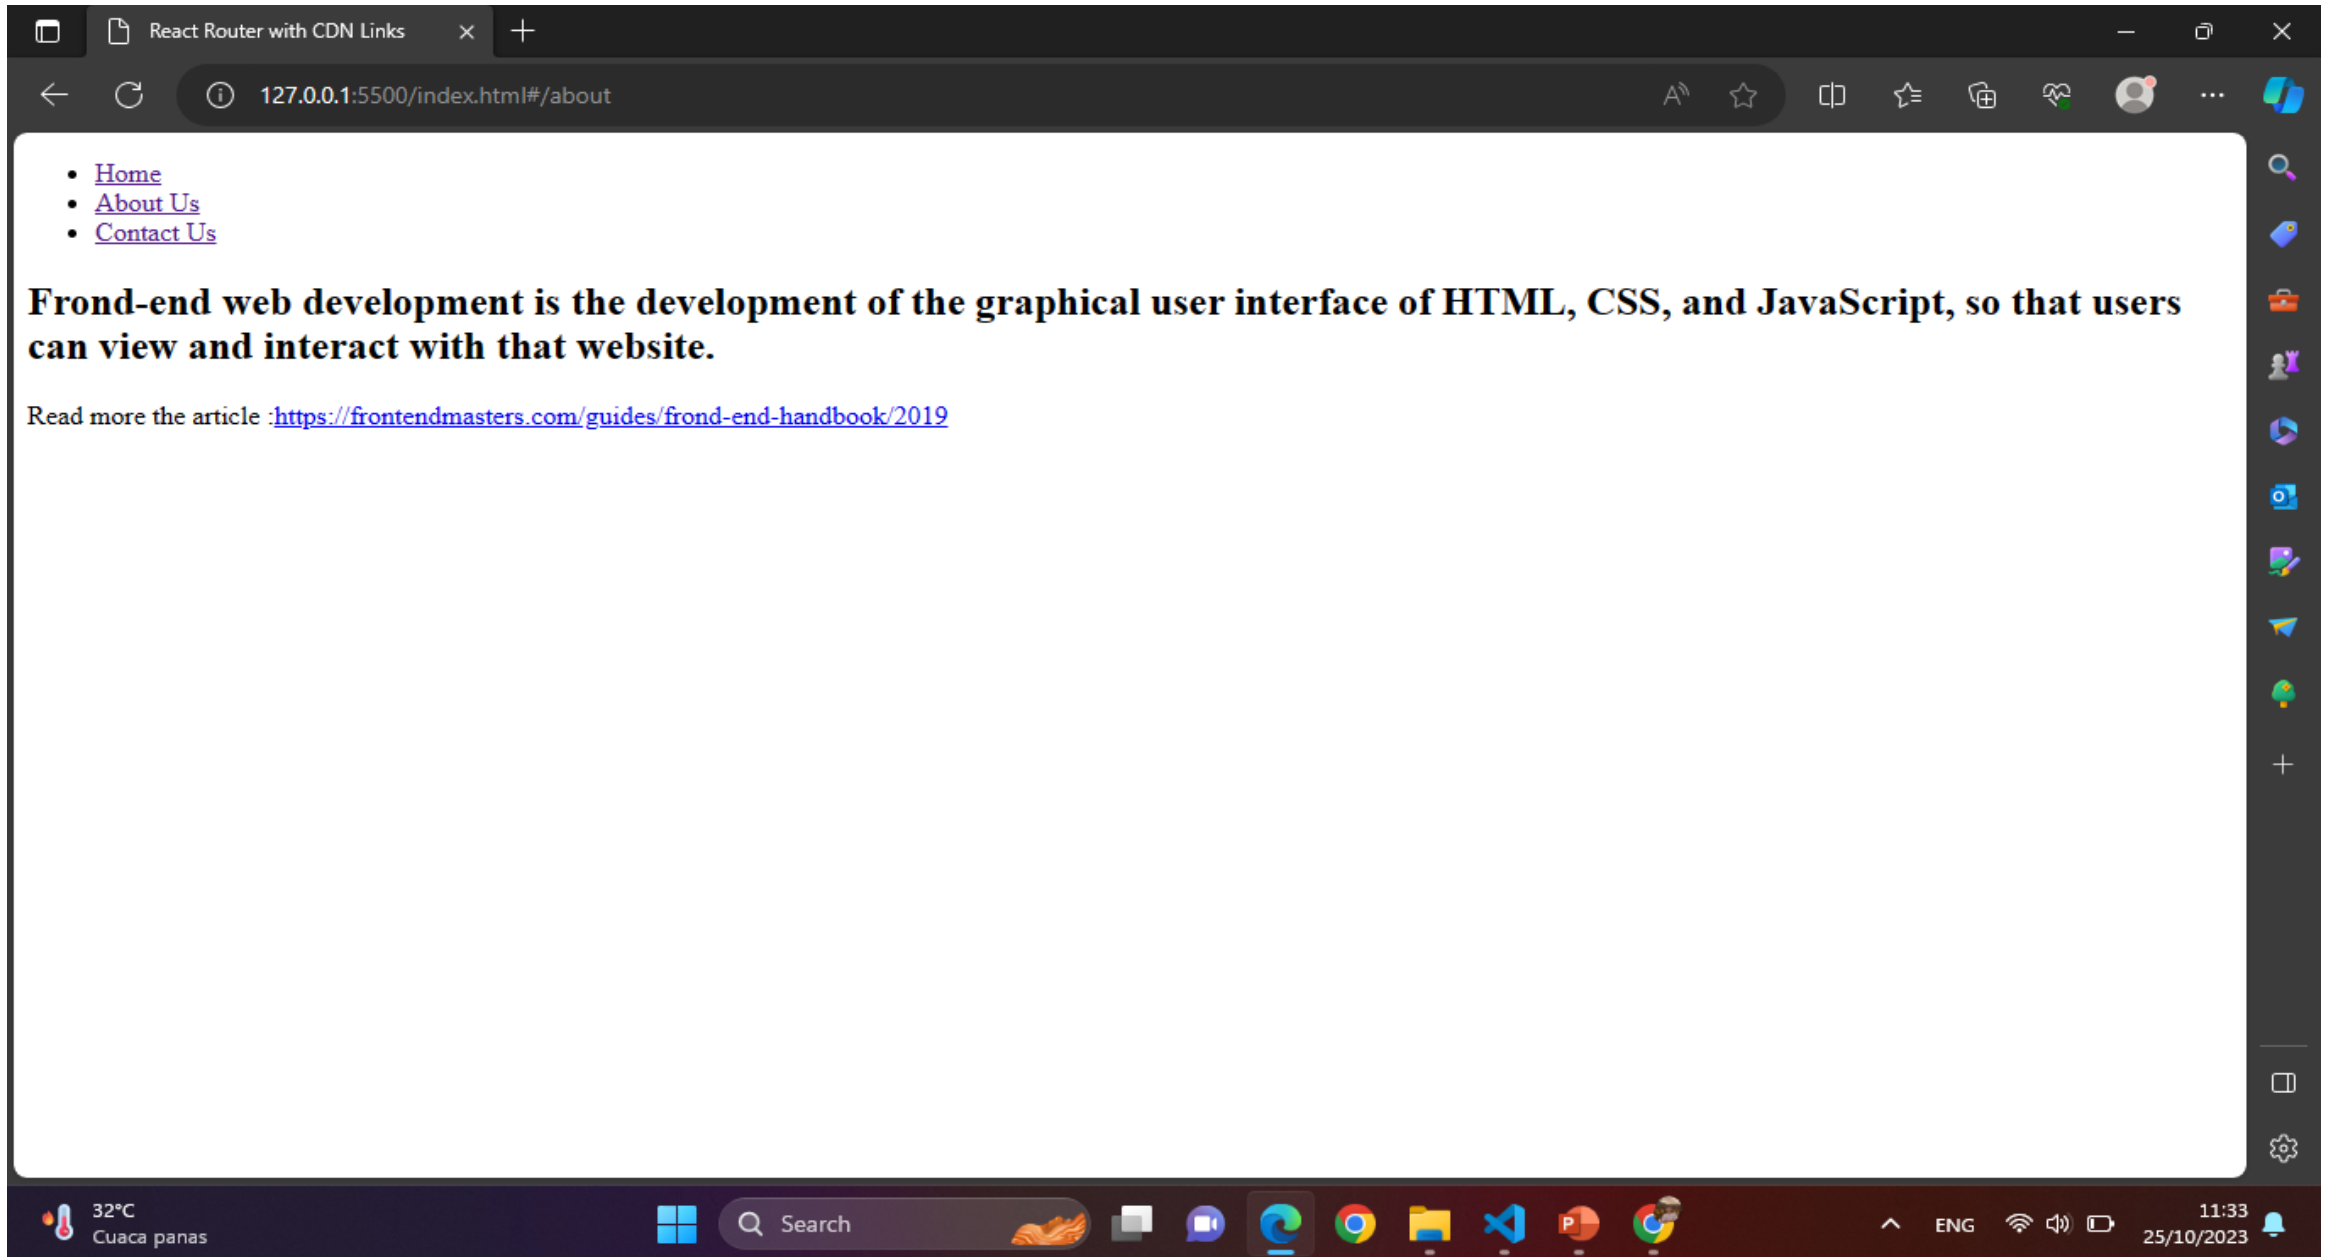 React Router with CDN Links
127.0.0.1:5500/index.html#/about
Home
About Us
Contact Us
Frond-end web development is the development of the graphical user interface of HTML, CSS, and JavaScript, so that users
can view and interact with that website.
Read more the article :https://frontendmasters.com/guides/frond-end-handbook/2019
32°C
Cuaca panas
Search
ENG
11:33
25/10/2023